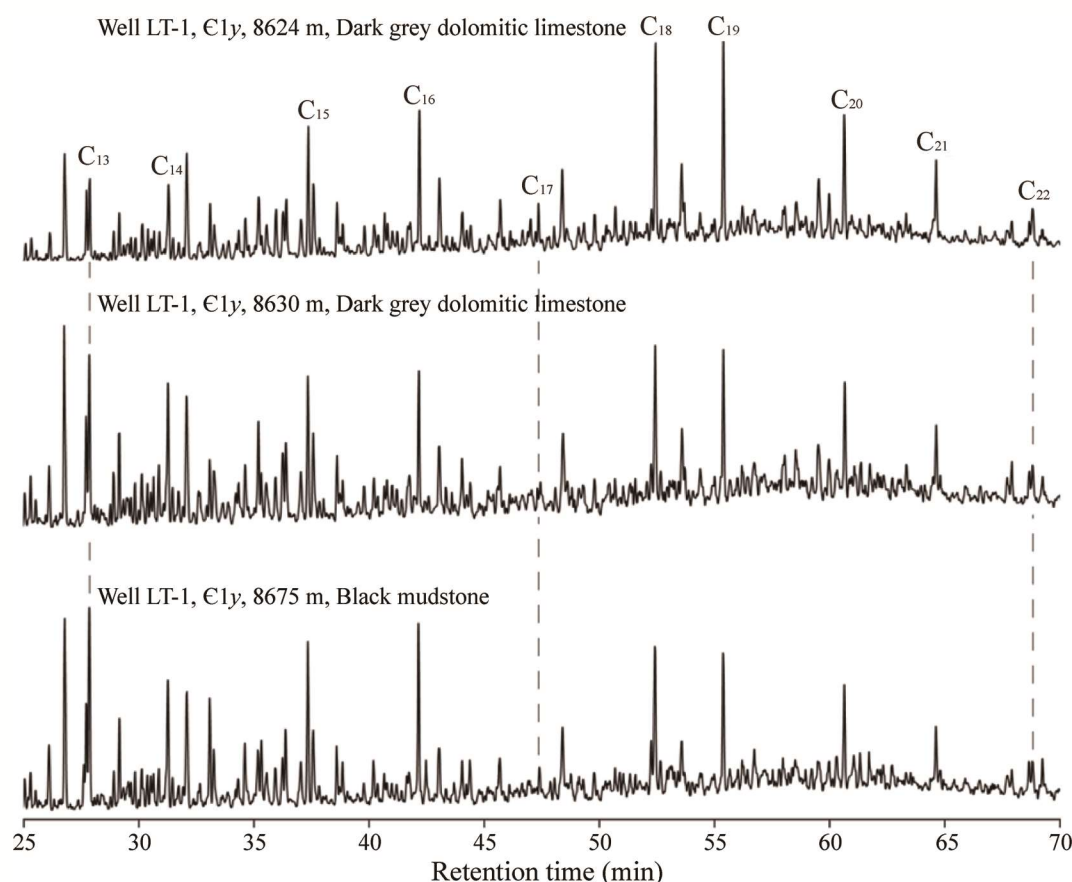 Well LT-1, Є1y, 8624 m, Dark grey dolomitic limestone
C13
C14
C15
C16
C17
C18
C19
C20
C21
C22
Well LT-1, Є1y, 8630 m, Dark grey dolomitic limestone
Well LT-1, Є1y, 8675 m, Black mudstone
25 30 35 40 45 50 55 60 65 70
Retention time (min)